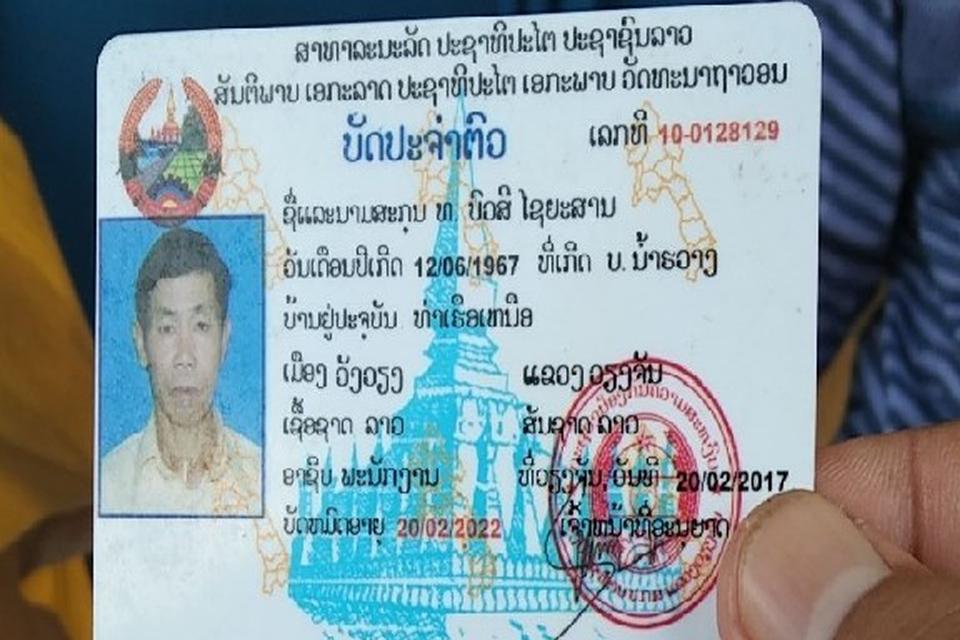 ສາທາລະນະລັດ ປະຊາທິປະໄຕ ປະຊາຊົນລາວ
ສັນຕິພາບ ເອກະລາດ ປະຊາທິປະໄຕ ເອກະພາບ ວັດທະນາຖາວອນ
ບັດປະຈຳຕົວ
ເລກທີ 10-0128129
ຊື່ແລະນາມສະກຸນ ທ. ບົວສີ ໄຊຍະສານ
ວັນເດືອນປີເກີດ 12/06/1967 ທີ່ເກີດ ບ. ນ້ຳຮວາງ
ບ້ານຢູ່ປະຈຸບັນ ທ່າເຮືອເຫນືອ
ເມືອງ ວັງວຽງ ແຂວງ ວຽງຈັນ
ເຊື້ອຊາດ ລາວ ສັນຊາດ ລາວ
ອາຊີບ ພະນັກງານ ທີ່ວຽງຈັນ, ວັນທີ 20/02/2017
ບັດຫມົດອາຍຸ 20/02/2022 ເຈົ້າຫນ້າທີ່ອະນຸຍາດ